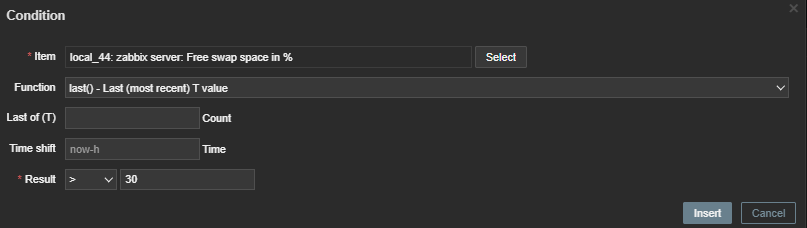 Condition
* Item local_44: zabbix server: Free swap space in % Select
Function last() - Last (most recent) T value
Last of (T) Count
Time shift now-h Time
* Result > 30
Insert Cancel